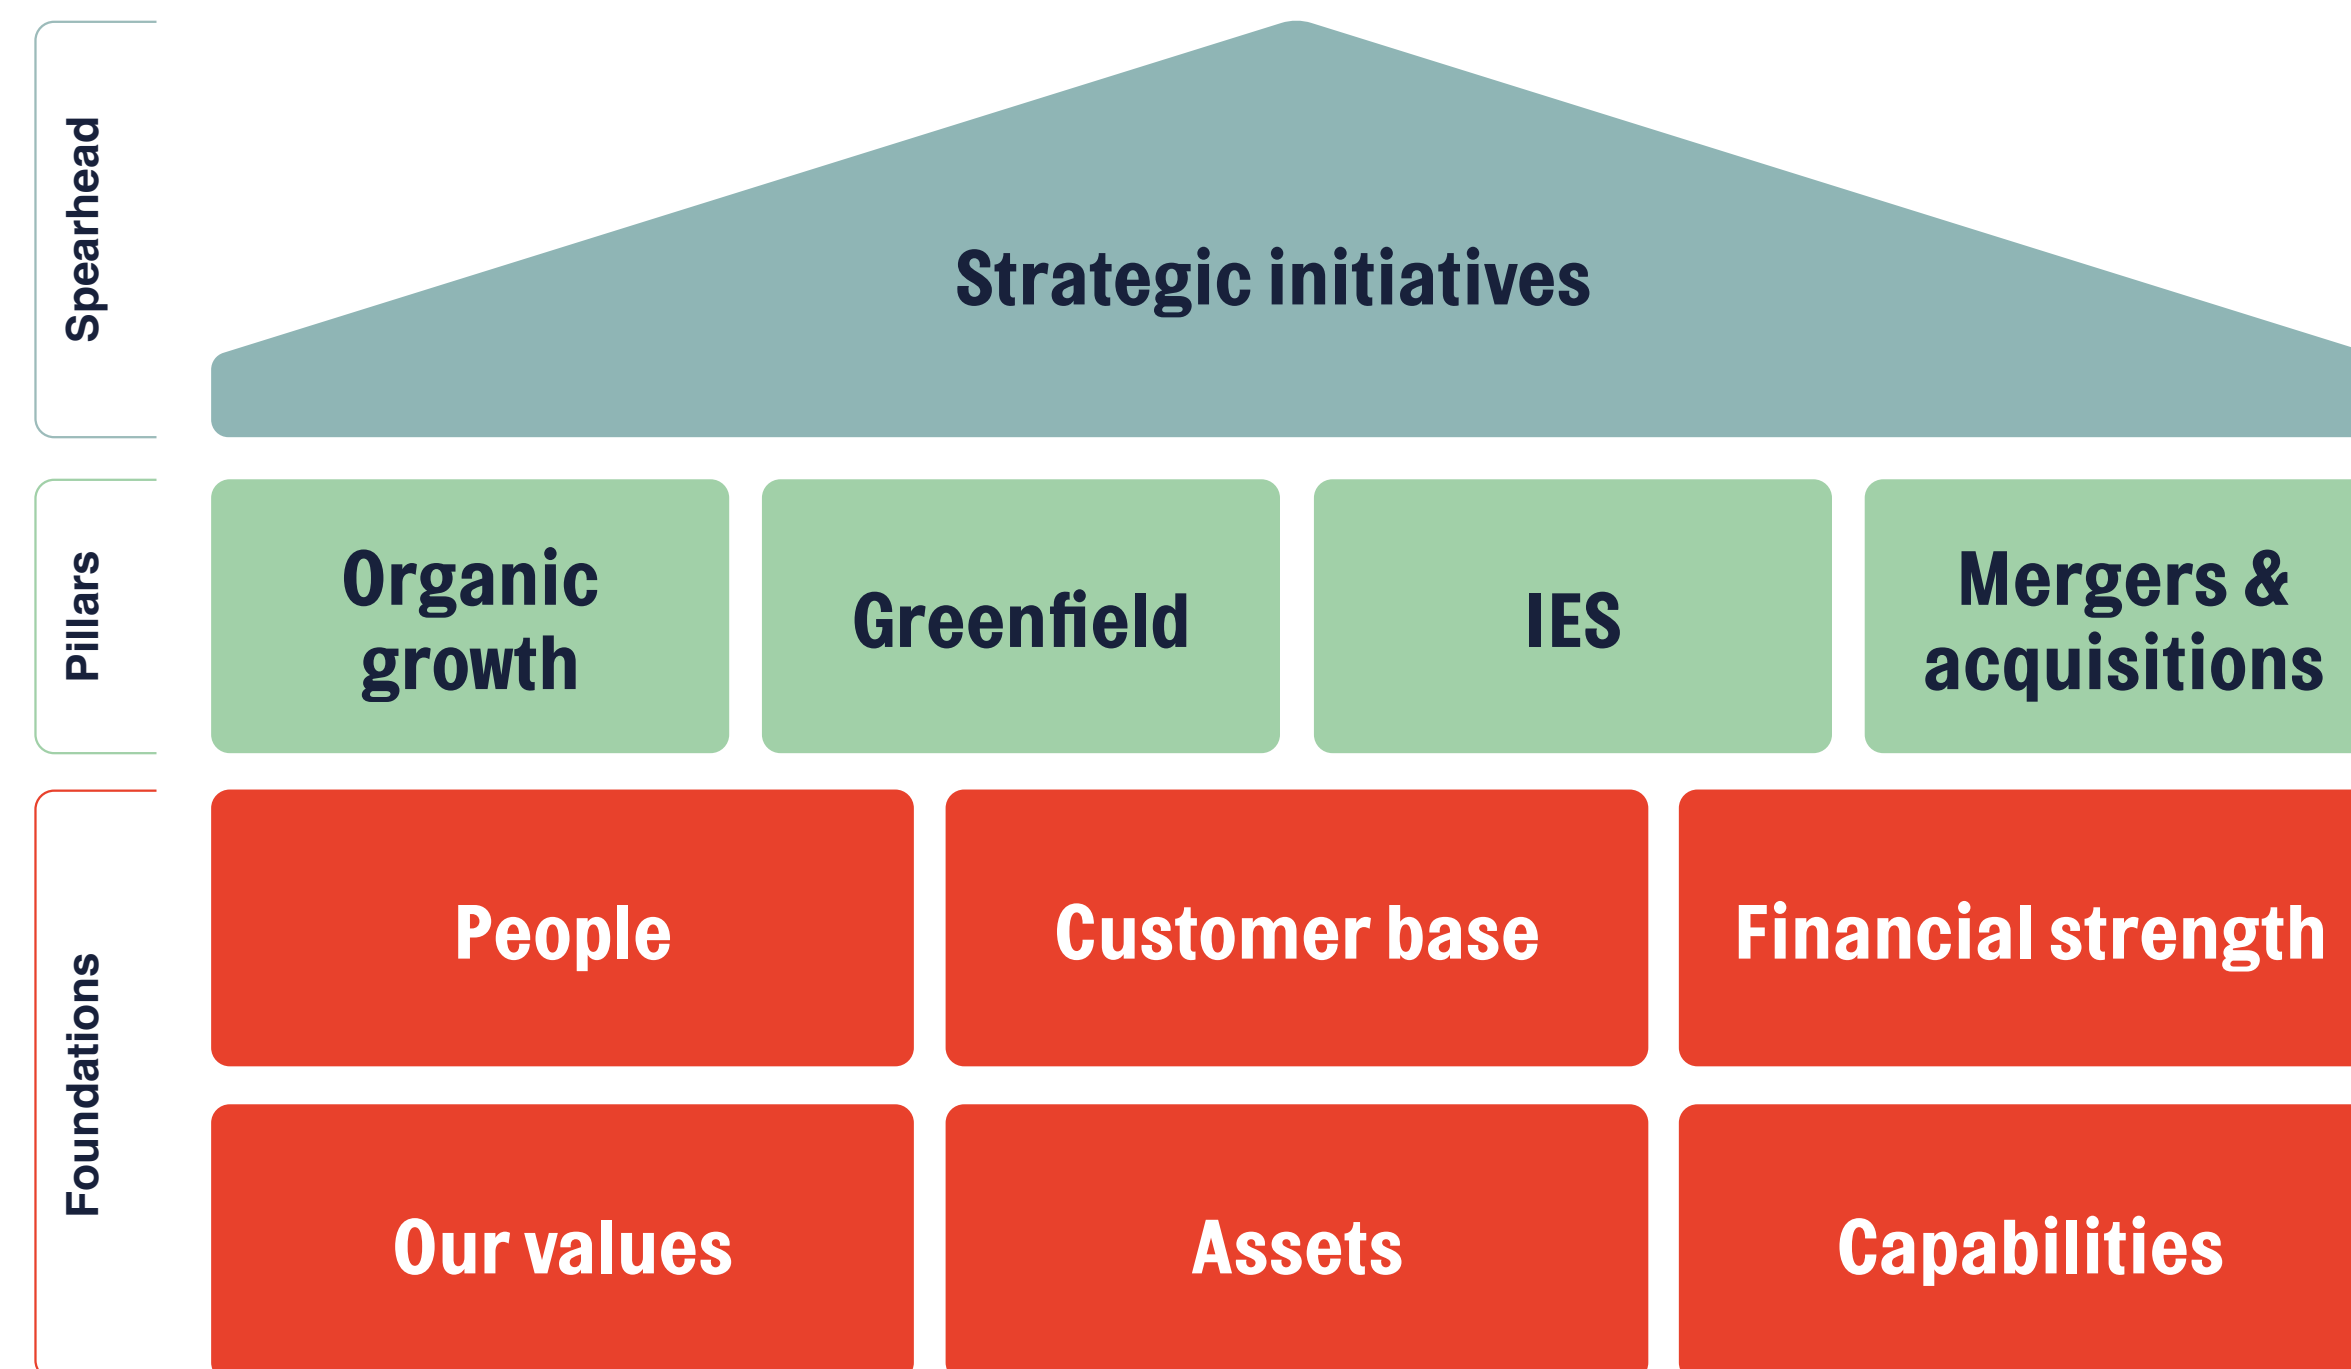 Spearhead
Strategic initiatives
Pillars
Organic
growth
Greenfield
IES
Mergers &
acquisitions
Foundations
People
Customer base
Financial strength
Our values
Assets
Capabilities